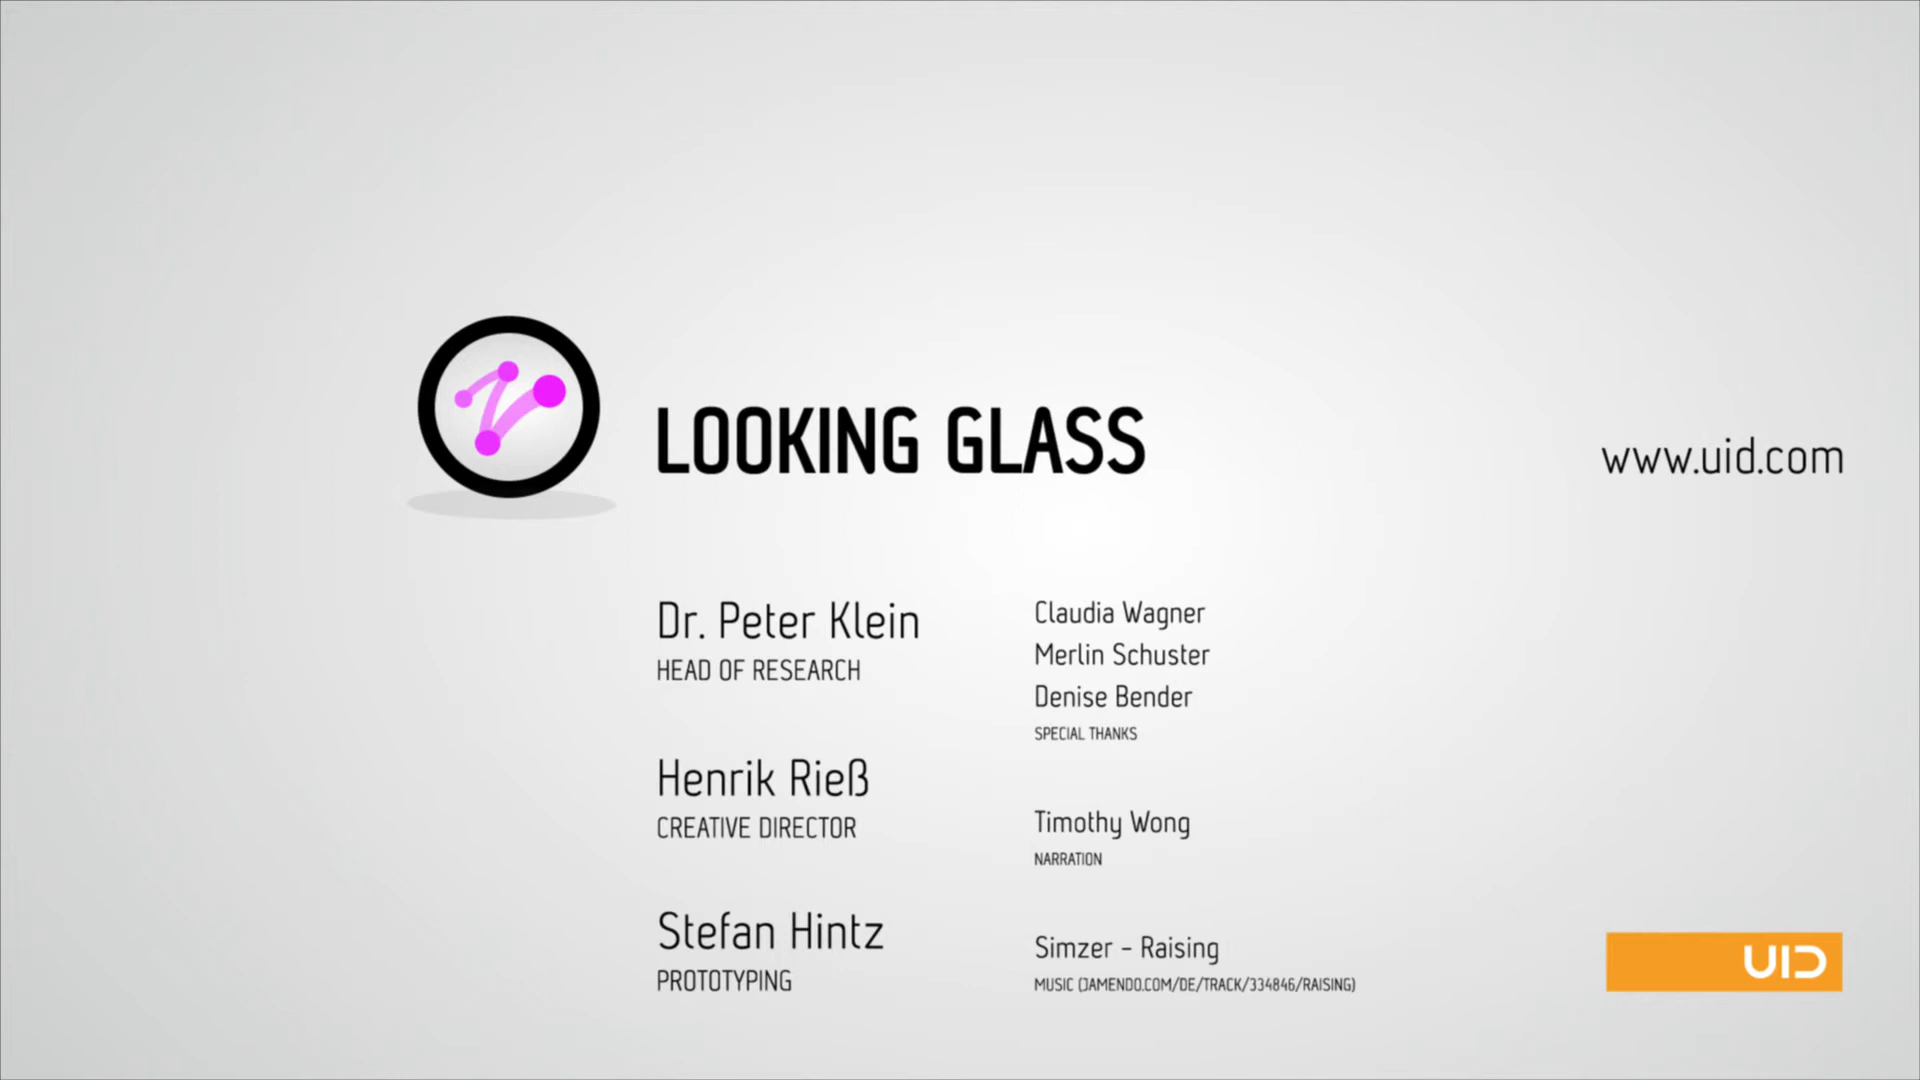 LOOKING GLASS
www.uid.com
Dr. Peter Klein
HEAD OF RESEARCH
Henrik Rieß
CREATIVE DIRECTOR
Stefan Hintz
PROTOTYPING
Claudia Wagner
Merlin Schuster
Denise Bender
SPECIAL THANKS
Timothy Wong
NARRATION
Simzer - Raising
MUSIC (JAMENDO.COM/DE/TRACK/334846/RAISING)
UID